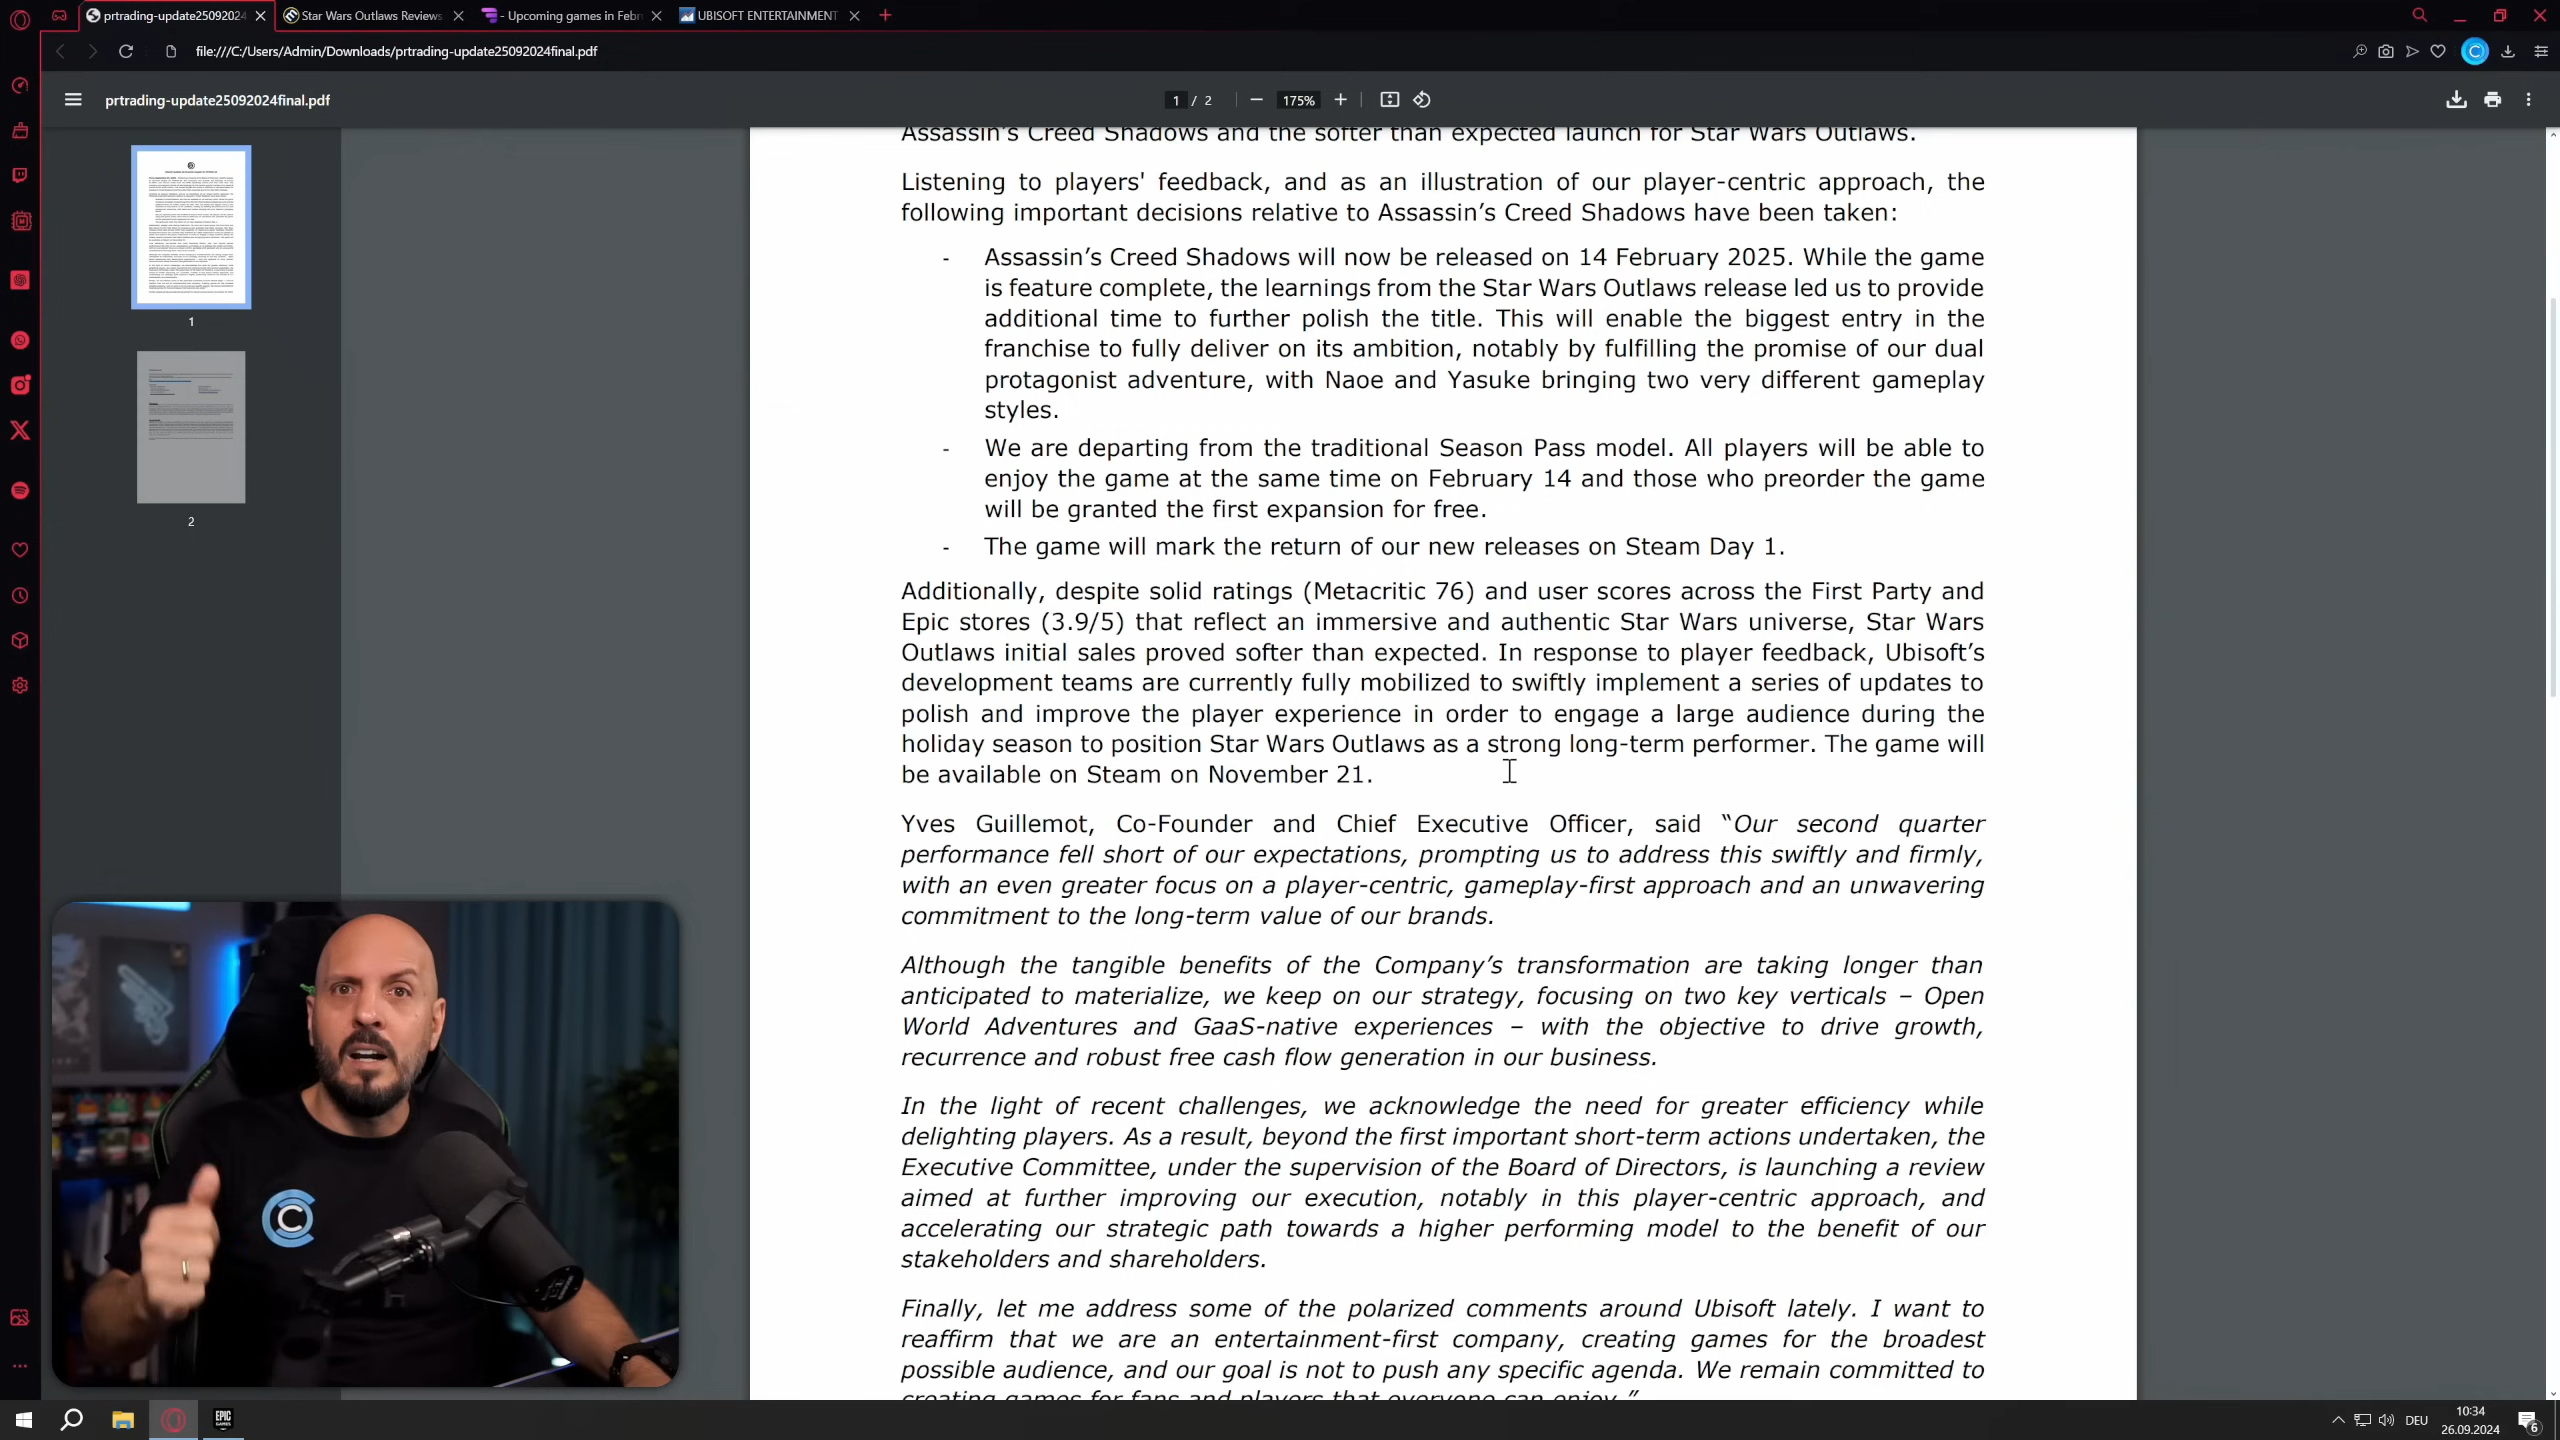 prtrading-update25092024
Star Wars Outlaws Reviews
- Upcoming games in Febr
UBISOFT ENTERTAINMENT
file:///C:/Users/Admin/Downloads/prtrading-update25092024final.pdf
prtrading-update25092024final.pdf
1 / 2
175%
1
2
Assassin's Creed Shadows and the softer than expected launch for Star Wars Outlaws.
Listening to players' feedback, and as an illustration of our player-centric approach, the
following important decisions relative to Assassin's Creed Shadows have been taken:
- Assassin's Creed Shadows will now be released on 14 February 2025. While the game
is feature complete, the learnings from the Star Wars Outlaws release led us to provide
additional time to further polish the title. This will enable the biggest entry in the
franchise to fully deliver on its ambition, notably by fulfilling the promise of our dual
protagonist adventure, with Naoe and Yasuke bringing two very different gameplay
styles.
- We are departing from the traditional Season Pass model. All players will be able to
enjoy the game at the same time on February 14 and those who preorder the game
will be granted the first expansion for free.
- The game will mark the return of our new releases on Steam Day 1.
Additionally, despite solid ratings (Metacritic 76) and user scores across the First Party and
Epic stores (3.9/5) that reflect an immersive and authentic Star Wars universe, Star Wars
Outlaws initial sales proved softer than expected. In response to player feedback, Ubisoft's
development teams are currently fully mobilized to swiftly implement a series of updates to
polish and improve the player experience in order to engage a large audience during the
holiday season to position Star Wars Outlaws as a strong long-term performer. The game will
be available on Steam on November 21.
Yves Guillemot, Co-Founder and Chief Executive Officer, said “Our second quarter
performance fell short of our expectations, prompting us to address this swiftly and firmly,
with an even greater focus on a player-centric, gameplay-first approach and an unwavering
commitment to the long-term value of our brands.
Although the tangible benefits of the Company's transformation are taking longer than
anticipated to materialize, we keep on our strategy, focusing on two key verticals – Open
World Adventures and GaaS-native experiences – with the objective to drive growth,
recurrence and robust free cash flow generation in our business.
In the light of recent challenges, we acknowledge the need for greater efficiency while
delighting players. As a result, beyond the first important short-term actions undertaken, the
Executive Committee, under the supervision of the Board of Directors, is launching a review
aimed at further improving our execution, notably in this player-centric approach, and
accelerating our strategic path towards a higher performing model to the benefit of our
stakeholders and shareholders.
Finally, let me address some of the polarized comments around Ubisoft lately. I want to
reaffirm that we are an entertainment-first company, creating games for the broadest
possible audience, and our goal is not to push any specific agenda. We remain committed to
creating games for fans and players that everyone can enjoy.”
EPIC
GAMES
DEU
10:34
26.09.2024
6